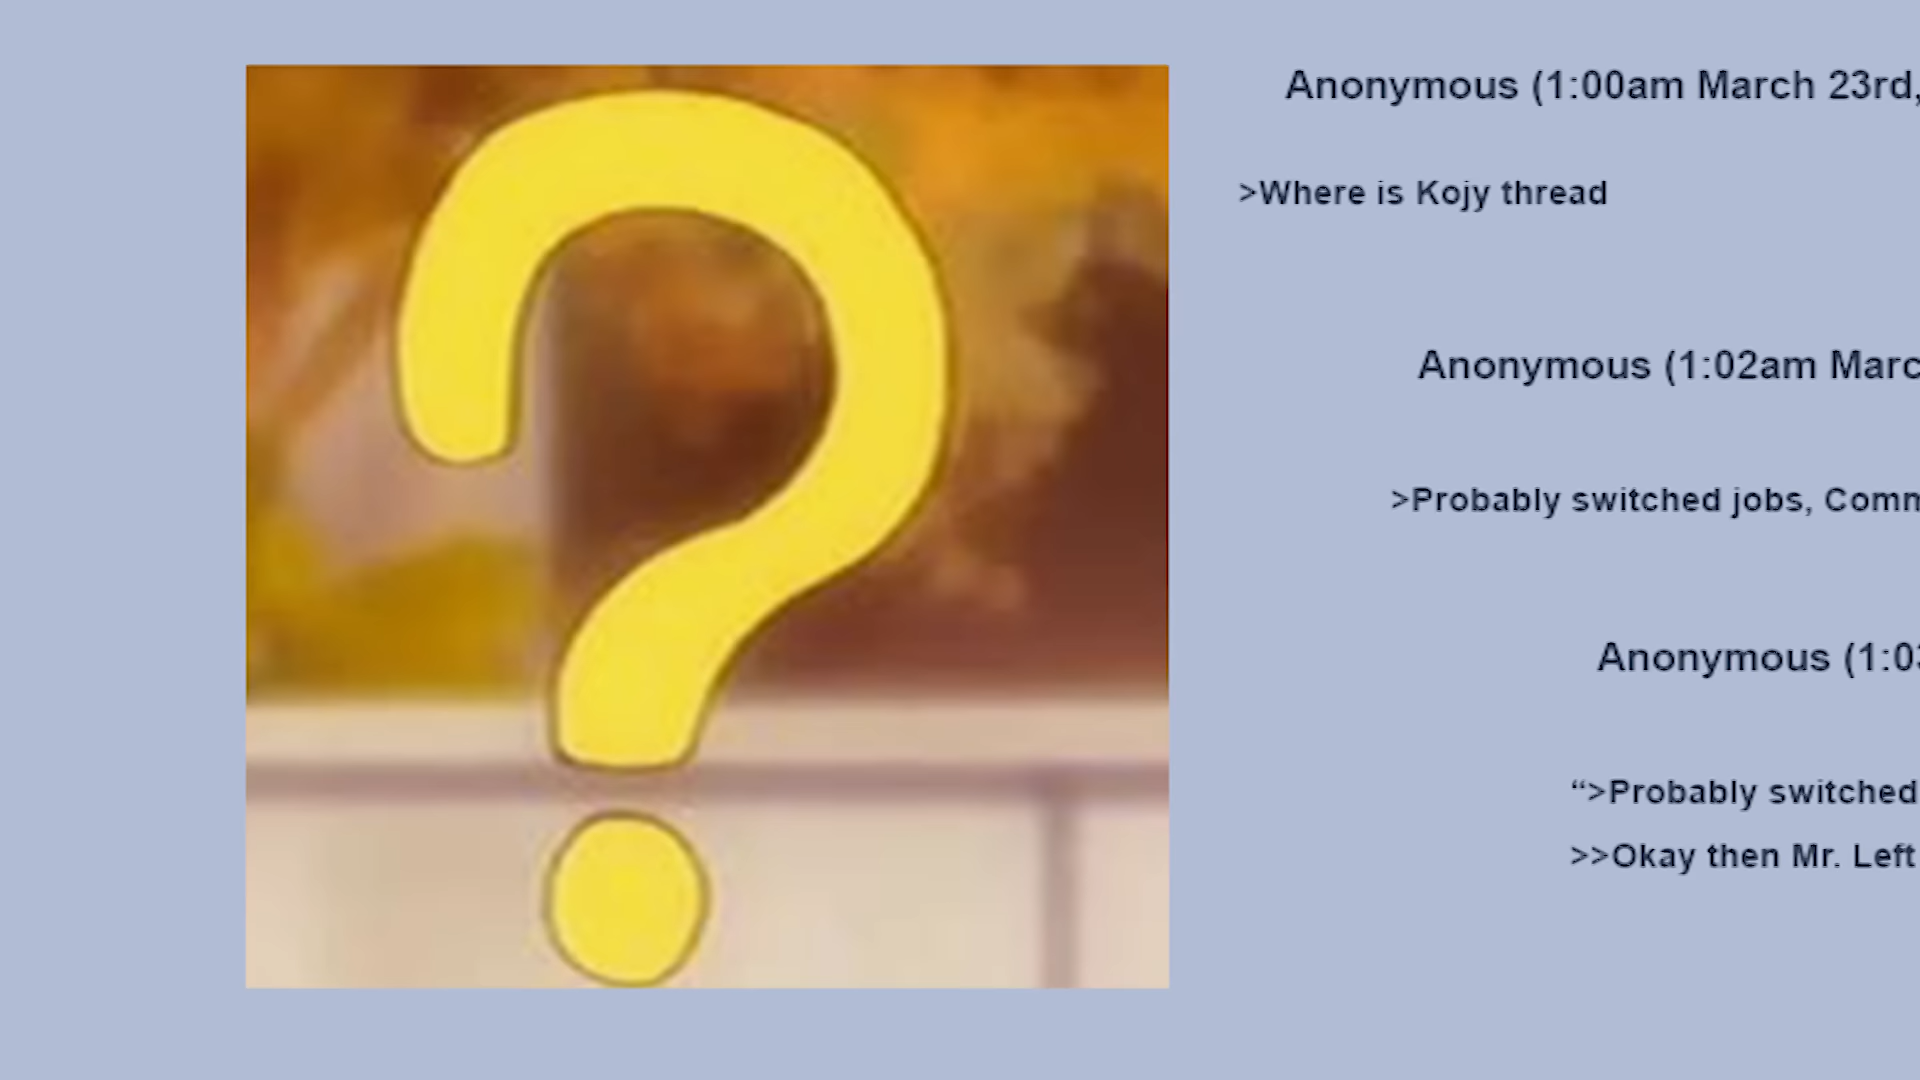 ?
Anonymous (1:00am March 23rd,
>Where is Kojy thread
Anonymous (1:02am Marc
>Probably switched jobs, Comm
Anonymous (1:03
“>Probably switched
>>Okay then Mr. Left